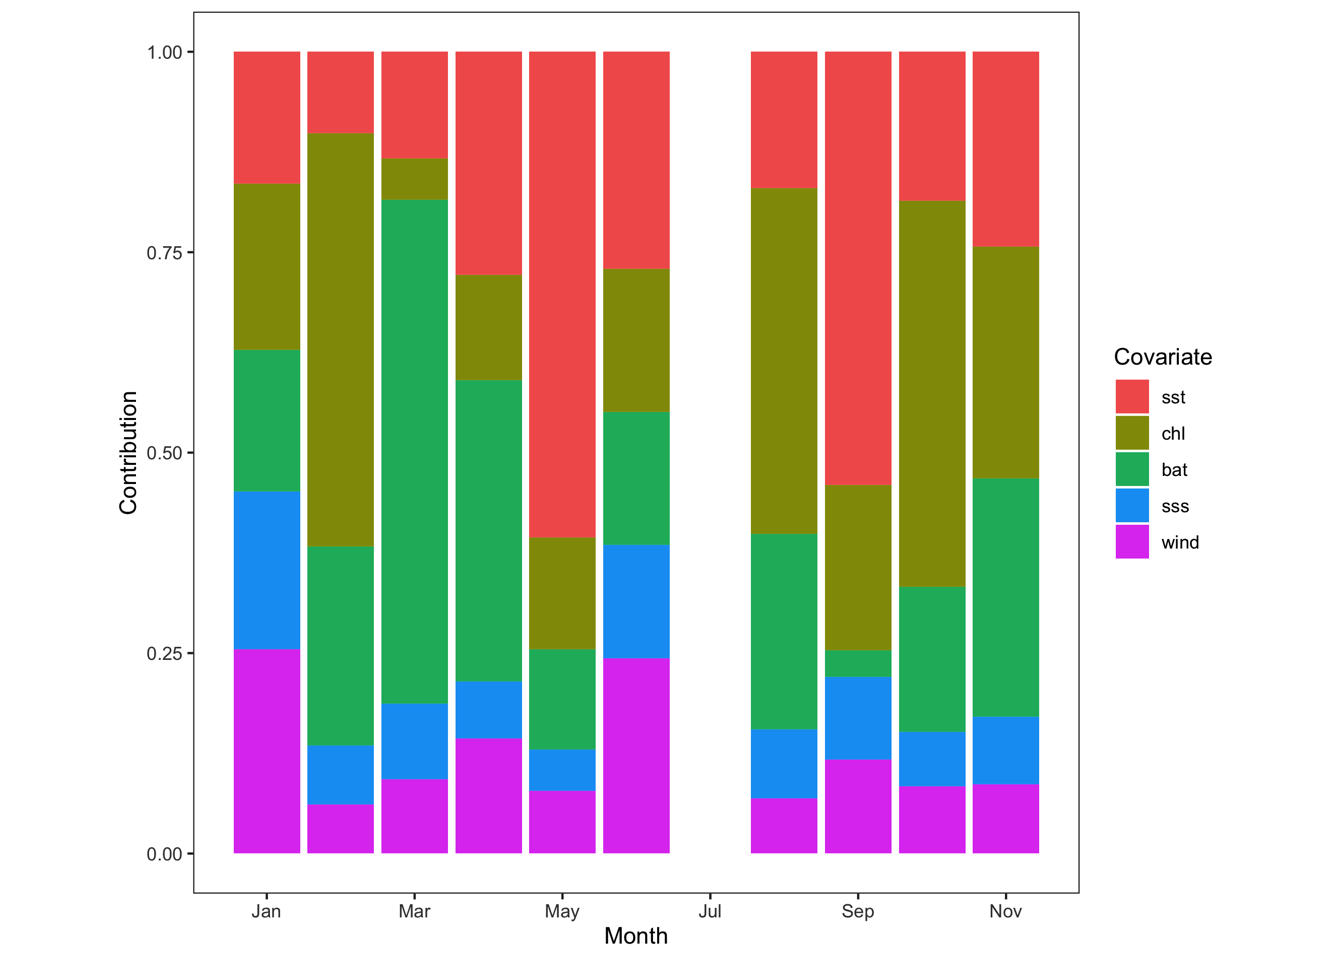 1.00
0.75
0.50
0.25
0.00
Contribution
Jan Mar May Jul Sep Nov
Month
Covariate
sst
chl
bat
sss
wind